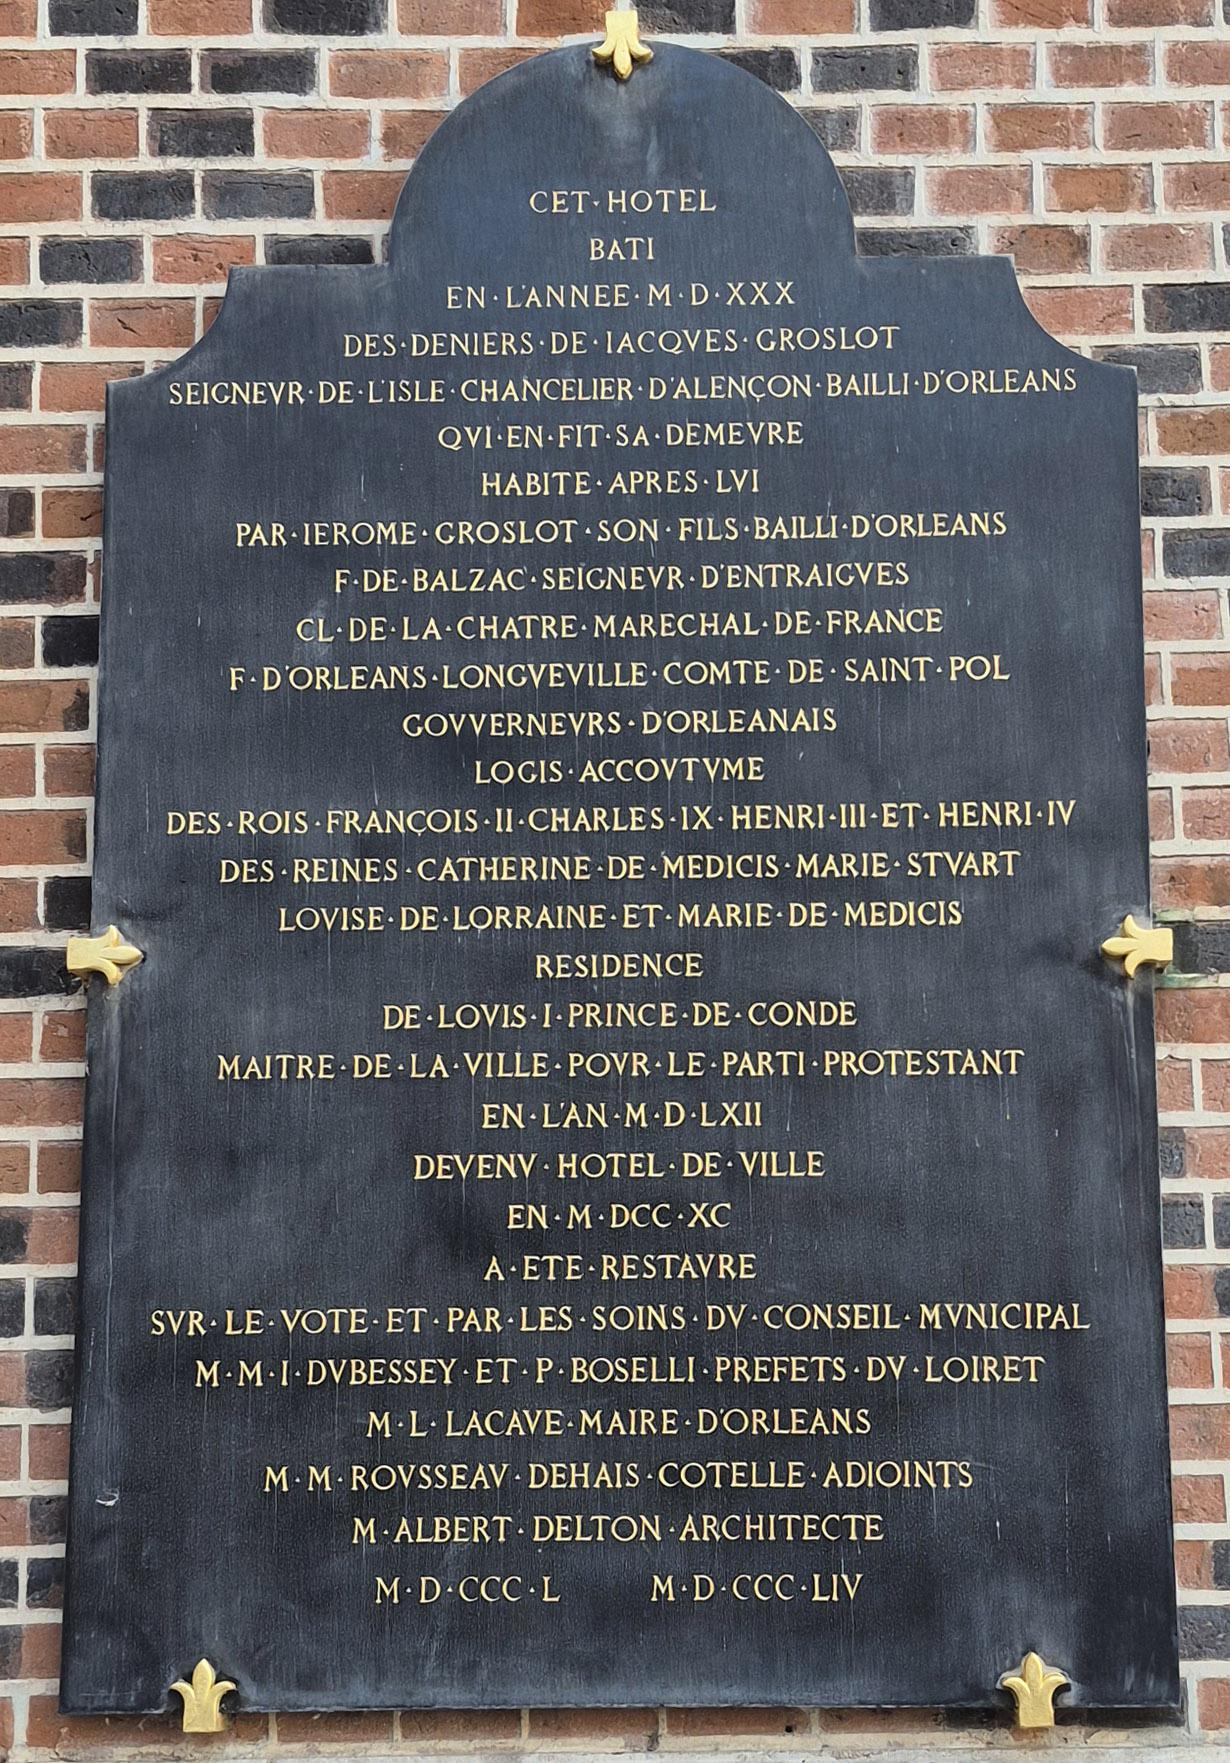 CET·HOTEL
BATI
EN·L'ANNEE·M·D·XXX
DES·DENIERS·DE·IACQVES·GROSLOT
SEIGNEVR·DE·L'ISLE·CHANCELIER·D'ALENÇON·BAILLI·D'ORLEANS
QVI·EN·FIT·SA·DEMEVRE
HABITE·APRES·LVI
PAR·IEROME·GROSLOT·SON·FILS·BAILLI·D'ORLEANS
F·DE·BALZAC·SEIGNEVR·D'ENTRAIGVES
CL·DE·LA·CHATRE·MARECHAL·DE·FRANCE
F·D'ORLEANS·LONGVEVILLE·COMTE·DE·SAINT·POL
GOVVERNEVRS·D'ORLEANAIS
LOGIS·ACCOVTVME
DES·ROIS·FRANÇOIS·II·CHARLES·IX·HENRI·III·ET·HENRI·IV
DES·REINES·CATHERINE·DE·MEDICIS·MARIE·STVART
LOVISE·DE·LORRAINE·ET·MARIE·DE·MEDICIS
RESIDENCE
DE·LOVIS·I·PRINCE·DE·CONDE
MAITRE·DE·LA·VILLE·POVR·LE·PARTI·PROTESTANT
EN·L'AN·M·D·LXII
DEVENV·HOTEL·DE·VILLE
EN·M·DCC·XC
A·ETE·RESTAVRE
SVR·LE·VOTE·ET·PAR·LES·SOINS·DV·CONSEIL·MVNICIPAL
M·M·I·DVBESSEY·ET·P·BOSELLI·PREFETS·DV·LOIRET
M·L·LACAVE·MAIRE·D'ORLEANS
M·M·ROVSSEAV·DEHAIS·COTELLE·ADIOINTS
M·ALBERT·DELTON·ARCHITECTE
M·D·CCC·L M·D·CCC·LIV